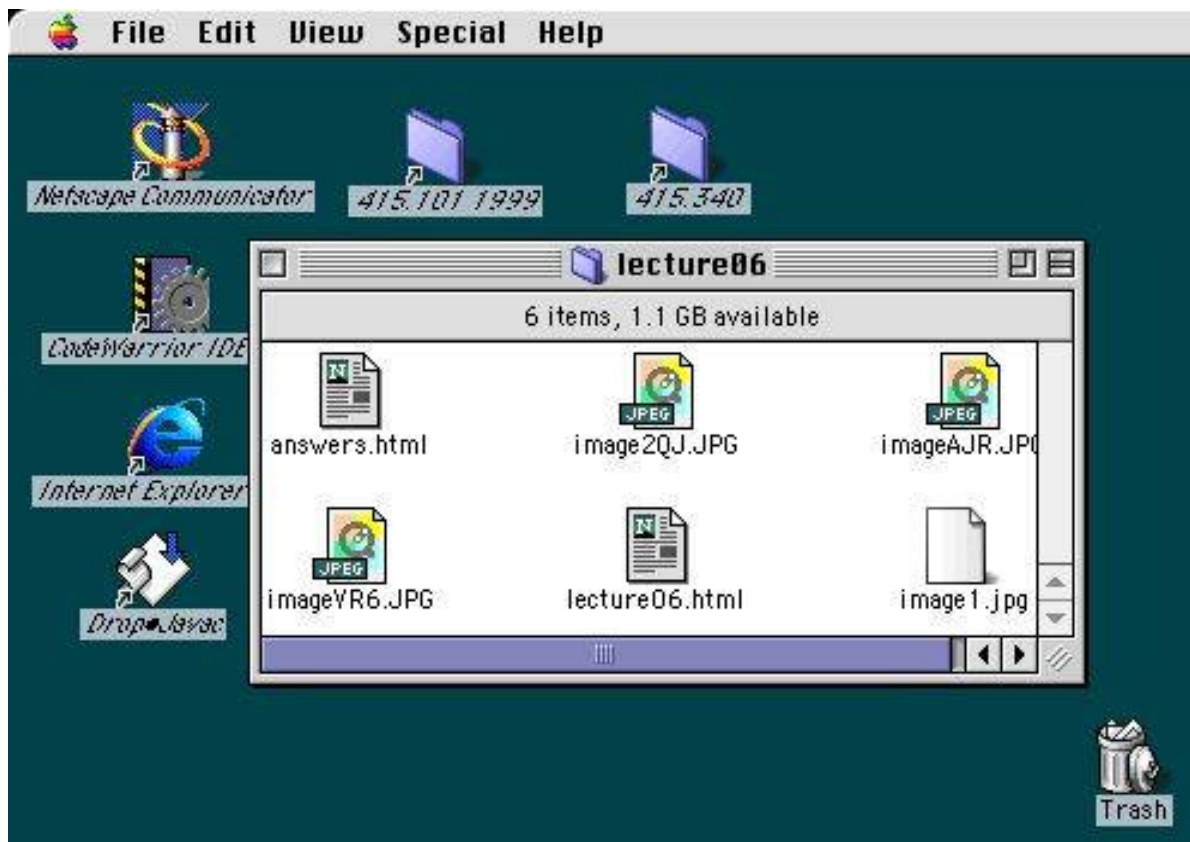 File Edit View Special Help
Netscape Communicator
415.101 1999
415.340
lecture06
6 items, 1.1 GB available
CodeWarrior IDE
answers.html
image2QJ.JPG
imageAJR.JPG
Internet Explorer
imageVR6.JPG
lecture06.html
image1.jpg
Drop•Javac
Trash
JPEG
JPEG
JPEG
N
N